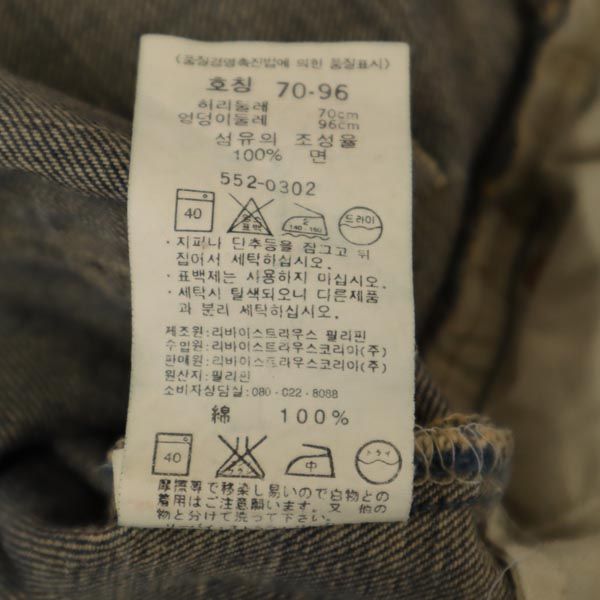 (품질경영촉진법에 의한 품질표시)
호칭 70-96
허리둘레 70cm
엉덩이둘레 96cm
섬유의 조성율
100% 면
552-0302
40 염소 표백 2 140-160 드라이
· 지퍼나 단추등을 잠그고 뒤
집어서 세탁하십시오.
· 표백제는 사용하지 마십시오.
· 세탁시 탈색되오니 다른제품
과 분리 세탁하십시오.
제조원:리바이스트라우스 필리핀
수입원:리바이스트라우스코리아(주)
판매원:리바이스트라우스코리아(주)
원산지:필리핀
소비자상담실:080-022-8088
綿 100%
40 中 ドライ
摩擦等で移染し易いので白物との
着用はご注意願います。又、他の
物と分けて洗って下さい。